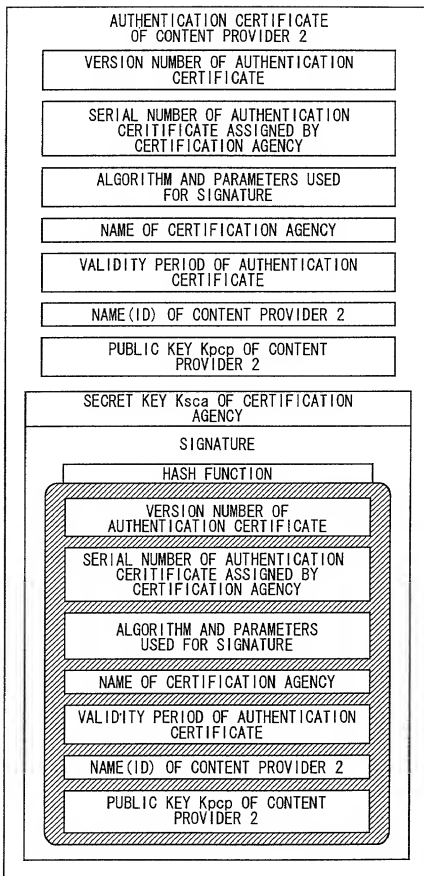 AUTHENTICATION CERTIFICATE
OF CONTENT PROVIDER 2
VERSION NUMBER OF AUTHENTICATION
CERTIFICATE
SERIAL NUMBER OF AUTHENTICATION
CERITIFICATE ASSIGNED BY
CERTIFICATION AGENCY
ALGORITHM AND PARAMETERS USED
FOR SIGNATURE
NAME OF CERTIFICATION AGENCY
VALIDITY PERIOD OF AUTHENTICATION
CERTIFICATE
NAME(ID) OF CONTENT PROVIDER 2
PUBLIC KEY Kpcp OF CONTENT
PROVIDER 2
SECRET KEY Ksca OF CERTIFICATION
AGENCY
SIGNATURE
HASH FUNCTION
VERSION NUMBER OF
AUTHENTICATION CERTIFICATE
SERIAL NUMBER OF AUTHENTICATION
CERITIFICATE ASSIGNED BY
CERTIFICATION AGENCY
ALGORITHM AND PARAMETERS
USED FOR SIGNATURE
NAME OF CERTIFICATION AGENCY
VALIDITY PERIOD OF AUTHENTICATION
CERTIFICATE
NAME(ID) OF CONTENT PROVIDER 2
PUBLIC KEY Kpcp OF CONTENT
PROVIDER 2